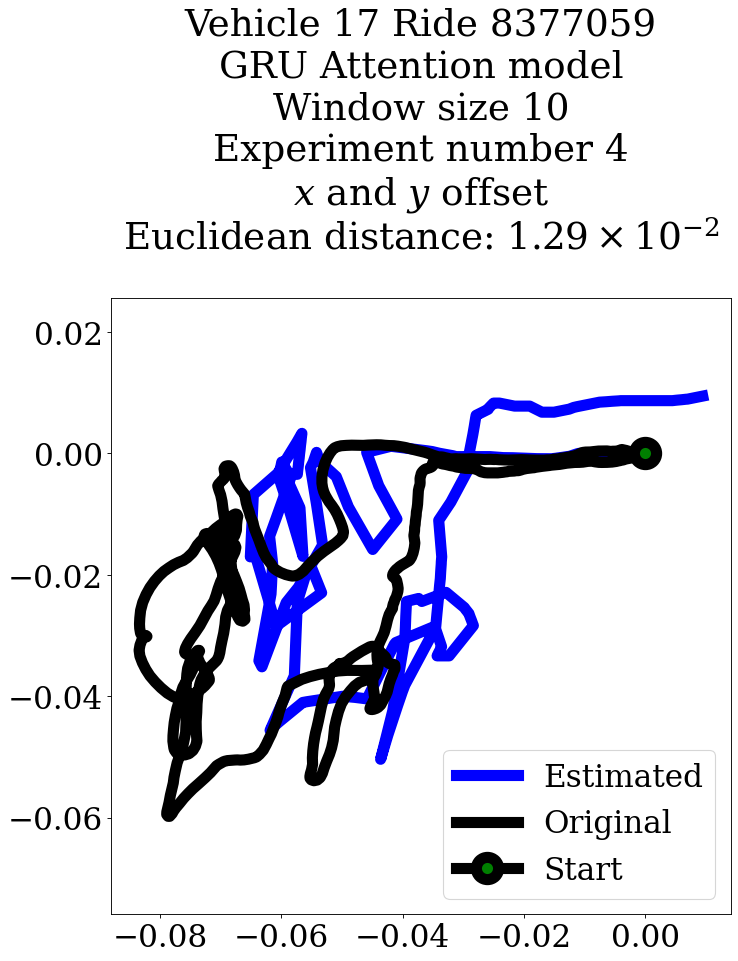 Vehicle 17 Ride 8377059
GRU Attention model
Window size 10
Experiment number 4
x and y offset
Euclidean distance: 1.29 × 10⁻²
0.02
0.00
−0.02
−0.04
−0.06
Estimated
Original
Start
−0.08 −0.06 −0.04 −0.02 0.00